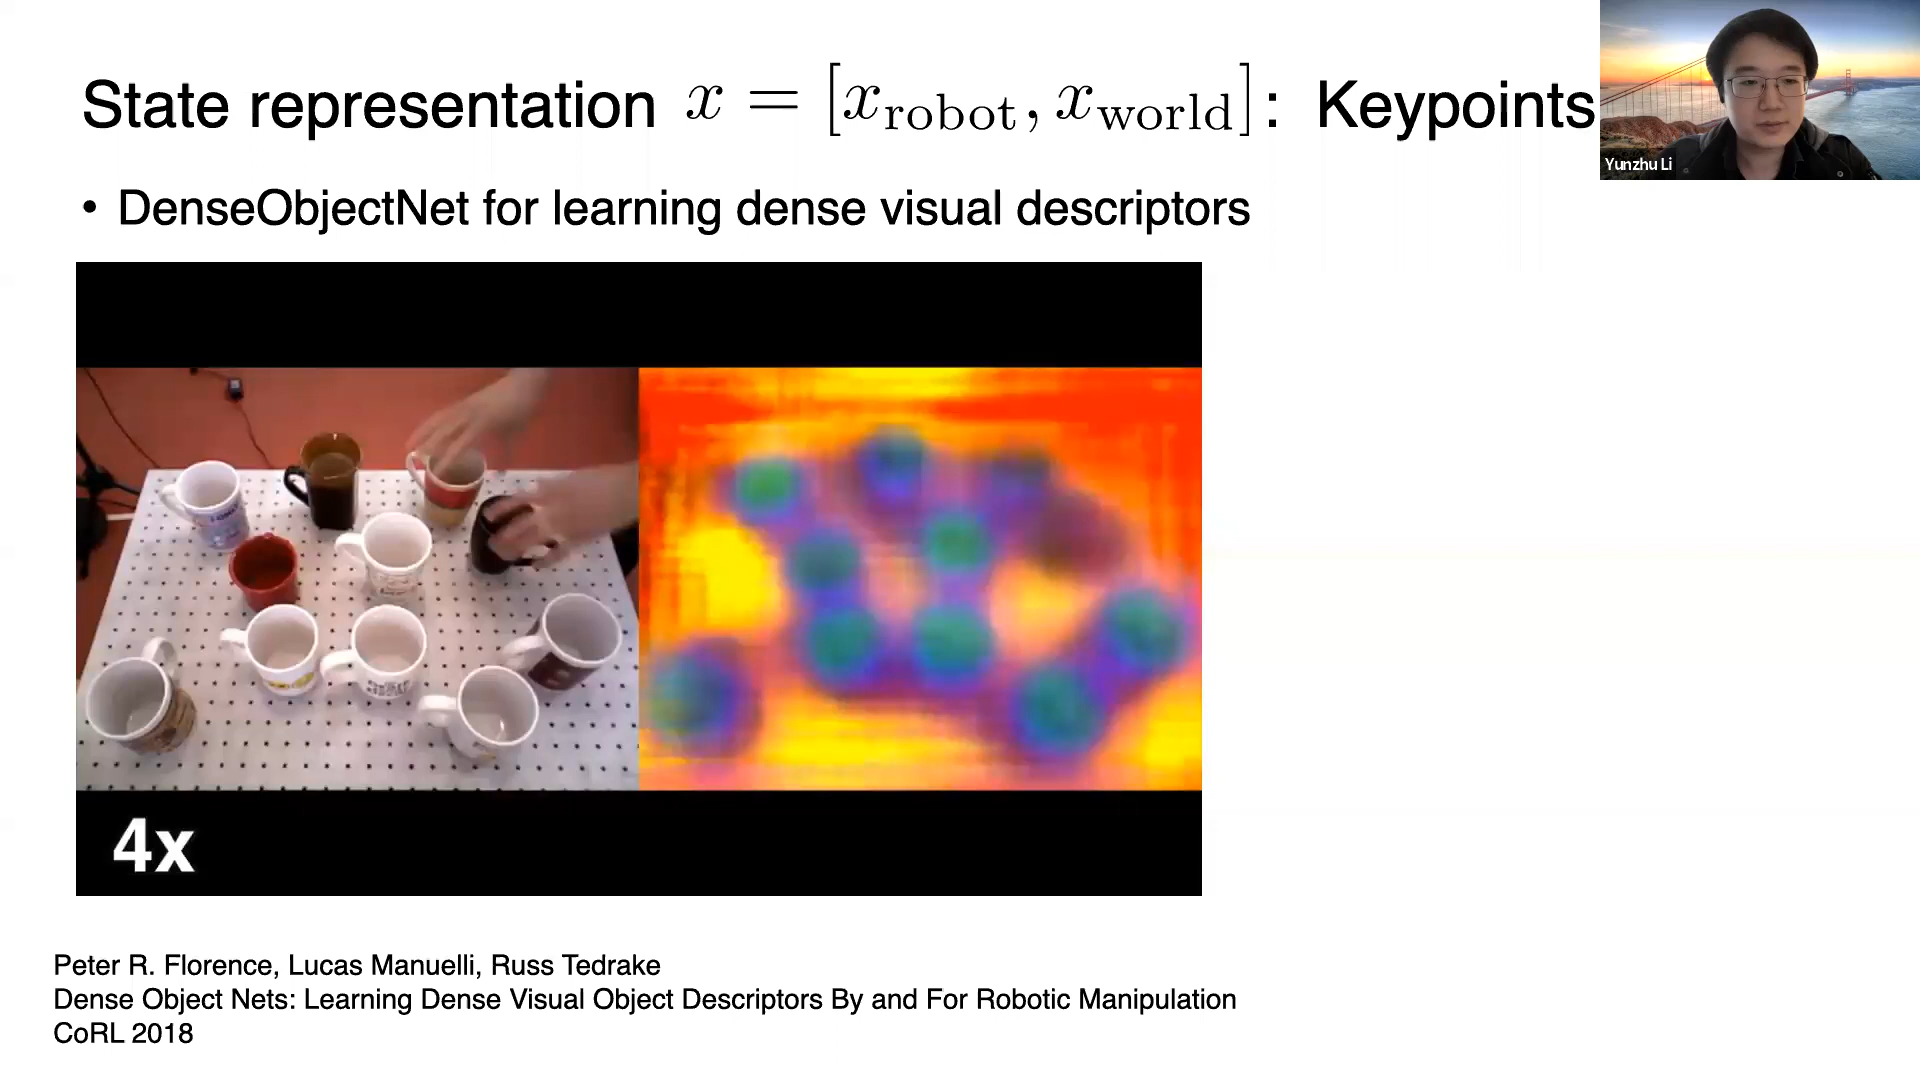 State representation x = [x_robot, x_world] : Keypoints
Yunzhu Li
• DenseObjectNet for learning dense visual descriptors
4x
Peter R. Florence, Lucas Manuelli, Russ Tedrake
Dense Object Nets: Learning Dense Visual Object Descriptors By and For Robotic Manipulation
CoRL 2018